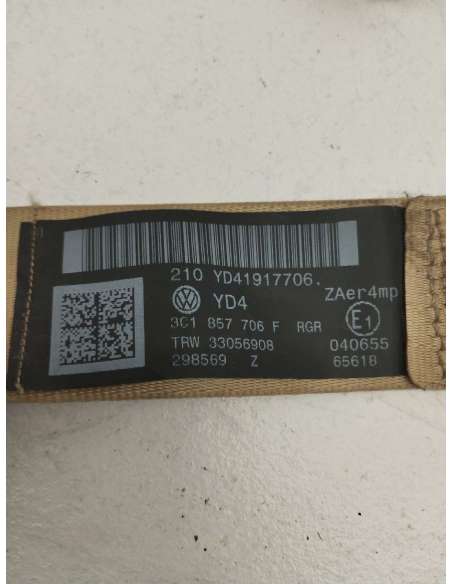 210 YD41917706.
YD4 ZAer4mp
3C1 857 706 F RGR E1
TRW 33056908 040655
298569 Z 65618